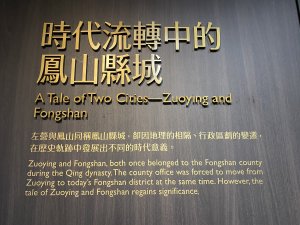 時代流轉中的
鳳山縣城
A Tale of Two Cities—Zuoying and
Fongshan
左營與鳳山同稱鳳山縣城，卻因地理的相隔、行政區劃的變遷，
在歷史軌跡中發展出不同的時代意義。
Zuoying and Fongshan, both once belonged to the Fongshan county
during the Qing dynasty. The county office was forced to move from
Zuoying to today's Fongshan district at the same time. However, the
tale of Zuoying and Fongshan regains significance.